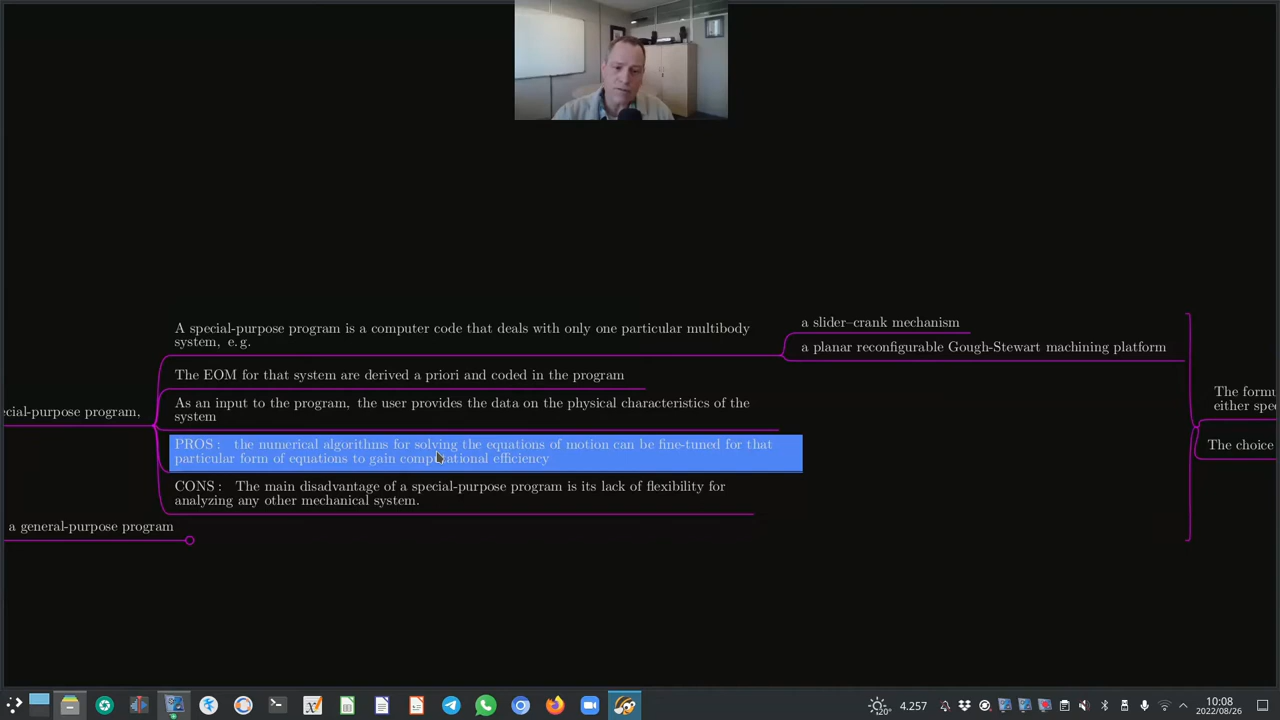 A special-purpose program is a computer code that deals with only one particular multibody
system, e.g.
a slider–crank mechanism
a planar reconfigurable Gough-Stewart machining platform
The EOM for that system are derived a priori and coded in the program
As an input to the program, the user provides the data on the physical characteristics of the
system
ecial-purpose program,
PROS : the numerical algorithms for solving the equations of motion can be fine-tuned for that
particular form of equations to gain computational efficiency
CONS : The main disadvantage of a special-purpose program is its lack of flexibility for
analyzing any other mechanical system.
a general-purpose program
The formu
either spec
The choice
120°
4.257
10:08
2022/08/26